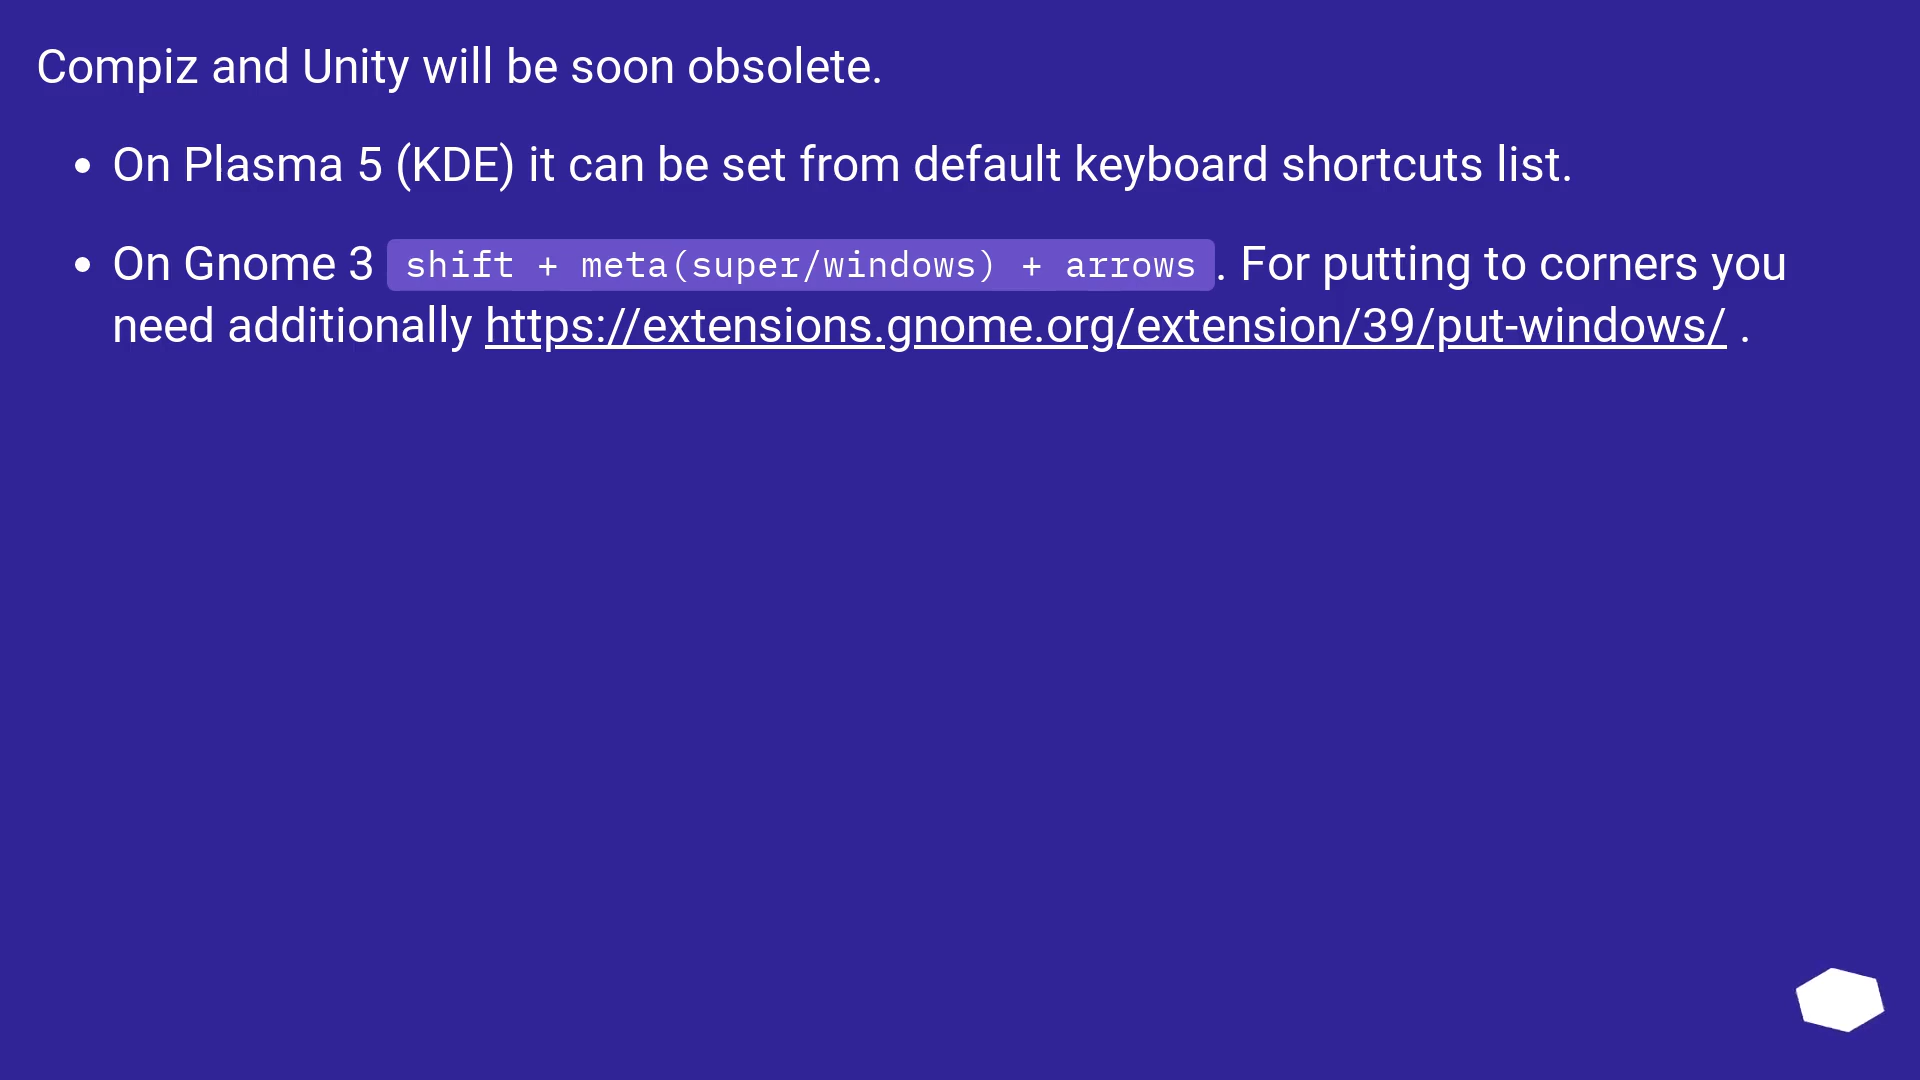 Compiz and Unity will be soon obsolete.
• On Plasma 5 (KDE) it can be set from default keyboard shortcuts list.
• On Gnome 3 shift + meta(super/windows) + arrows. For putting to corners you
need additionally https://extensions.gnome.org/extension/39/put-windows/ .